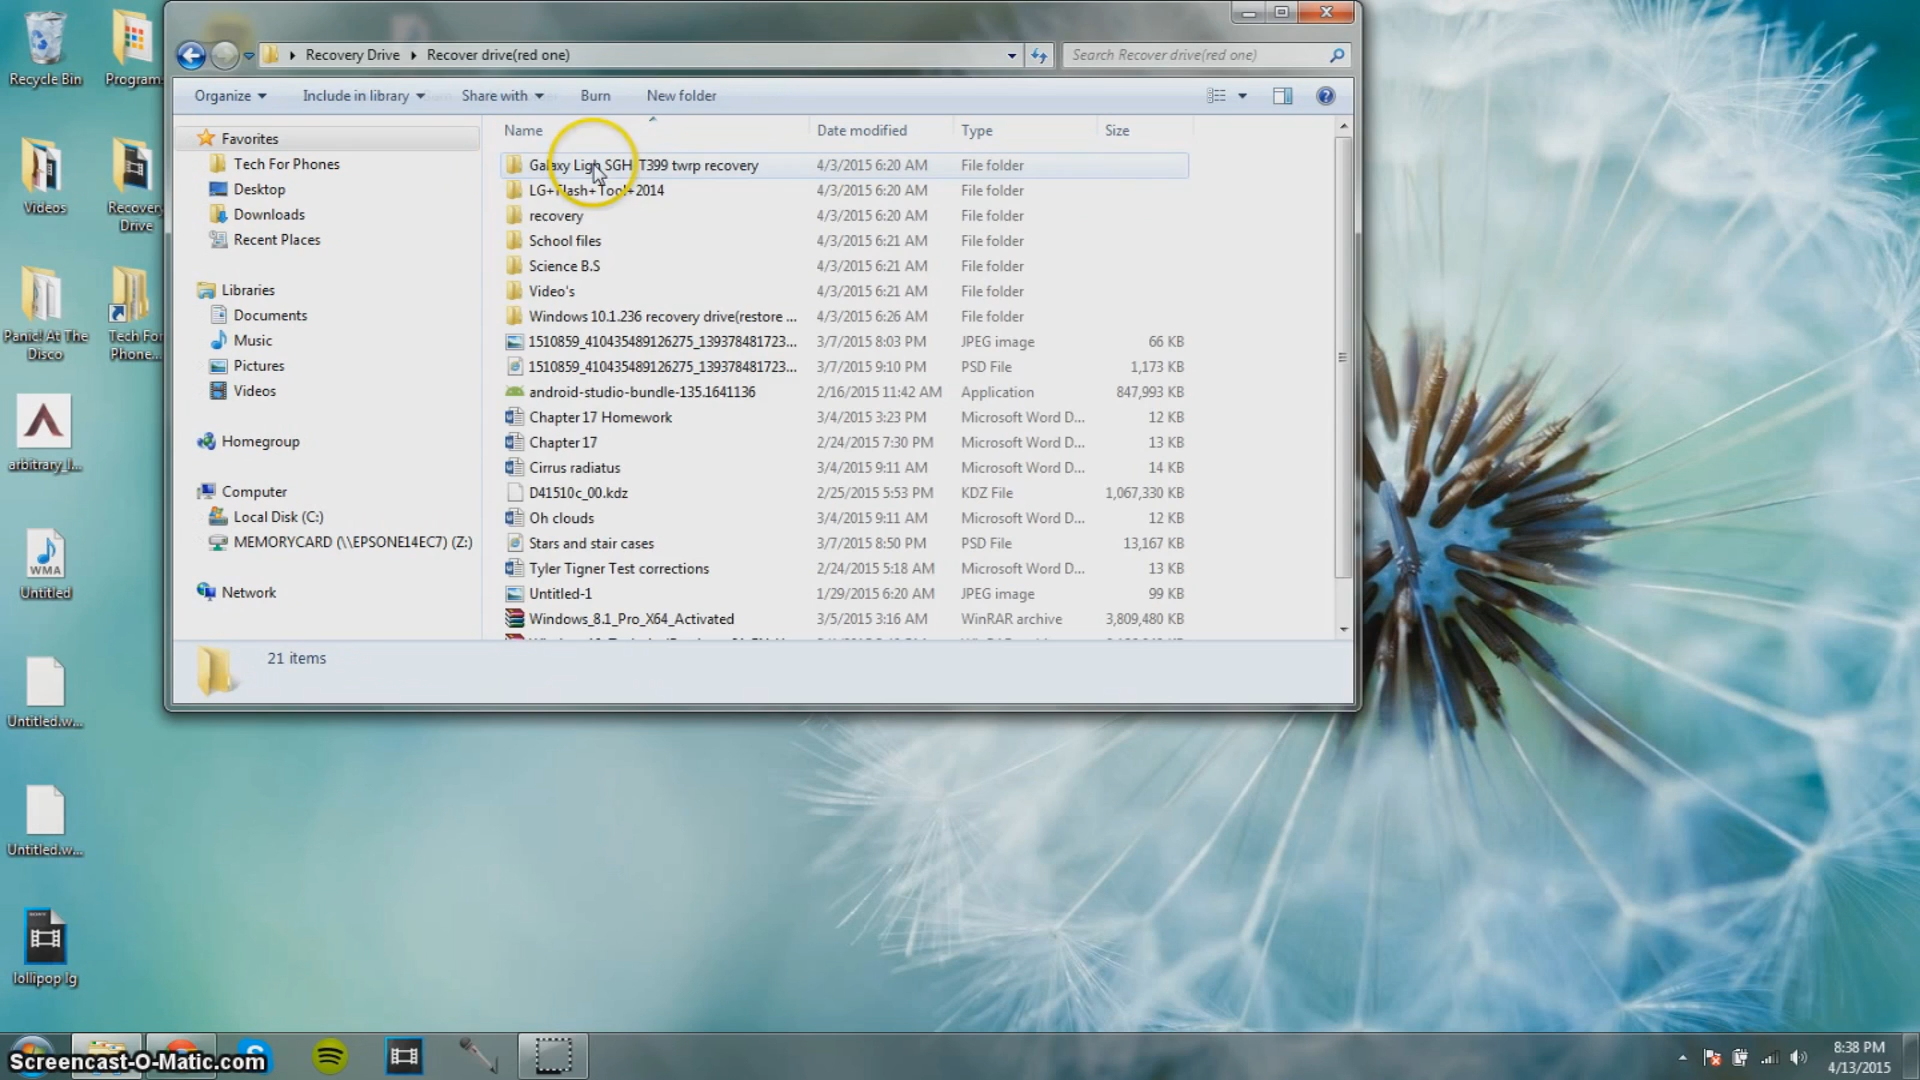 Recycle Bin
Program
Videos
Recovery
Drive
Panic! At The
Disco
Tech For
Phone...
arbitrary_l...
WMA
Untitled
Untitled.w...
Untitled.w...
SONY
lollipop lg
Recovery Drive
Recover drive(red one)
Search Recover drive(red one)
Organize
Include in library
Share with
Burn
New folder
Favorites
Tech For Phones
Desktop
Downloads
Recent Places
Libraries
Documents
Music
Pictures
Videos
Homegroup
Computer
Local Disk (C:)
MEMORYCARD (\\EPSONE14EC7) (Z:)
Network
Name Date modified Type Size
Galaxy Ligh SGH-T399 twrp recovery 4/3/2015 6:20 AM File folder
LG+Flash+Tool+2014 4/3/2015 6:20 AM File folder
recovery 4/3/2015 6:20 AM File folder
School files 4/3/2015 6:21 AM File folder
Science B.S 4/3/2015 6:21 AM File folder
Video's 4/3/2015 6:21 AM File folder
Windows 10.1.236 recovery drive(restore ... 4/3/2015 6:26 AM File folder
1510859_410435489126275_139378481723... 3/7/2015 8:03 PM JPEG image 66 KB
1510859_410435489126275_139378481723... 3/7/2015 9:10 PM PSD File 1,173 KB
android-studio-bundle-135.1641136 2/16/2015 11:42 AM Application 847,993 KB
Chapter 17 Homework 3/4/2015 3:23 PM Microsoft Word D... 12 KB
Chapter 17 2/24/2015 7:30 PM Microsoft Word D... 13 KB
Cirrus radiatus 3/4/2015 9:11 AM Microsoft Word D... 14 KB
D41510c_00.kdz 2/25/2015 5:53 PM KDZ File 1,067,330 KB
Oh clouds 3/4/2015 9:11 AM Microsoft Word D... 12 KB
Stars and stair cases 3/7/2015 8:50 PM PSD File 13,167 KB
Tyler Tigner Test corrections 2/24/2015 5:18 AM Microsoft Word D... 13 KB
Untitled-1 1/29/2015 6:20 AM JPEG image 99 KB
Windows_8.1_Pro_X64_Activated 3/5/2015 3:16 AM WinRAR archive 3,809,480 KB
21 items
Screencast-O-Matic.com
8:38 PM
4/13/2015